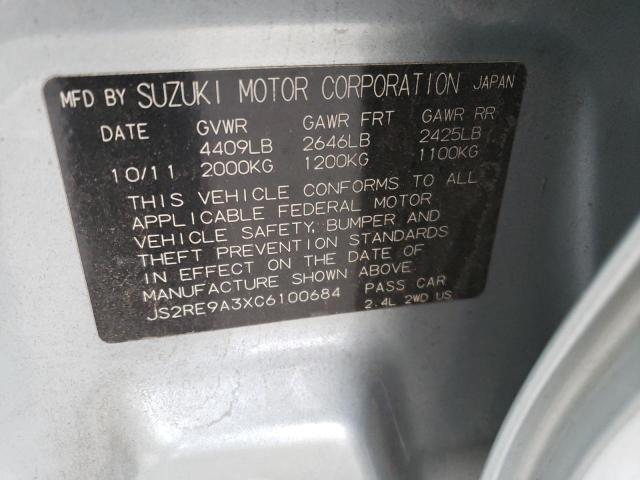 MFD BY SUZUKI MOTOR CORPORATION JAPAN
DATE GVWR GAWR FRT GAWR RR
4409LB 2646LB 2425LB
10/11 2000KG 1200KG 1100KG
THIS VEHICLE CONFORMS TO ALL
APPLICABLE FEDERAL MOTOR
VEHICLE SAFETY, BUMPER AND
THEFT PREVENTION STANDARDS
IN EFFECT ON THE DATE OF
MANUFACTURE SHOWN ABOVE.
JS2RE9A3XC6100684 PASS CAR
2.4L 2WD US